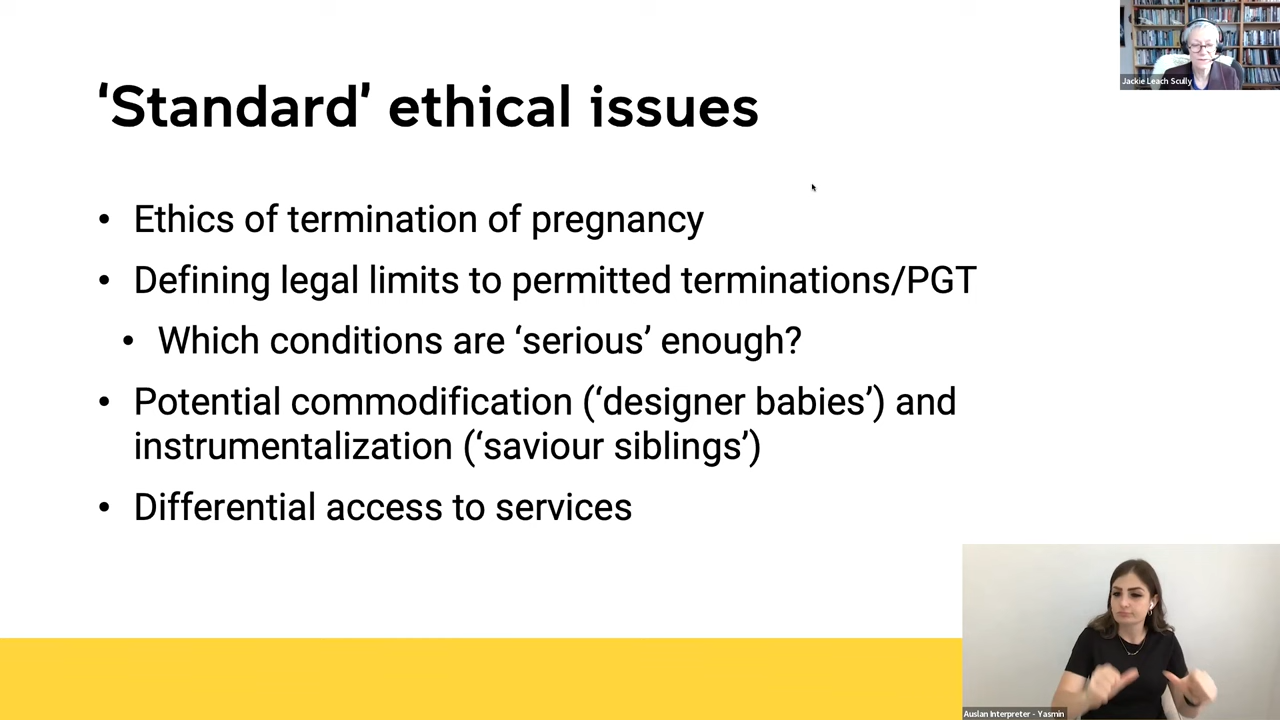 Jackie Leach Scully
‘Standard’ ethical issues
• Ethics of termination of pregnancy
• Defining legal limits to permitted terminations/PGT
• Which conditions are ‘serious’ enough?
• Potential commodification (‘designer babies’) and
instrumentalization (‘saviour siblings’)
• Differential access to services
Auslan Interpreter - Yasmin